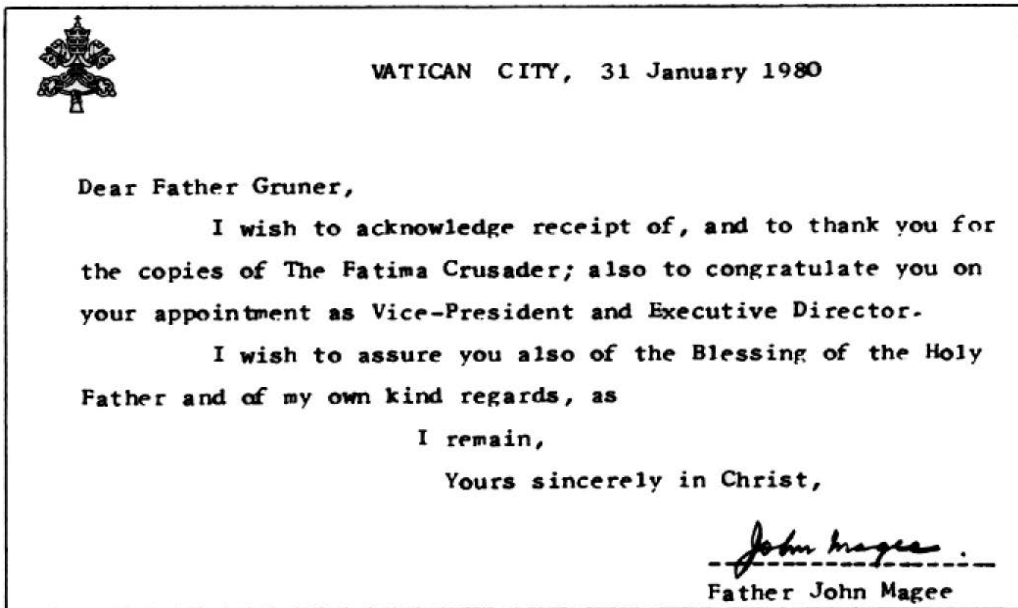 VATICAN CITY, 31 January 1980
Dear Father Gruner,
I wish to acknowledge receipt of, and to thank you for
the copies of The Fatima Crusader; also to congratulate you on
your appointment as Vice-President and Executive Director.
I wish to assure you also of the Blessing of the Holy
Father and of my own kind regards, as
I remain,
Yours sincerely in Christ,
John Magee.
Father John Magee